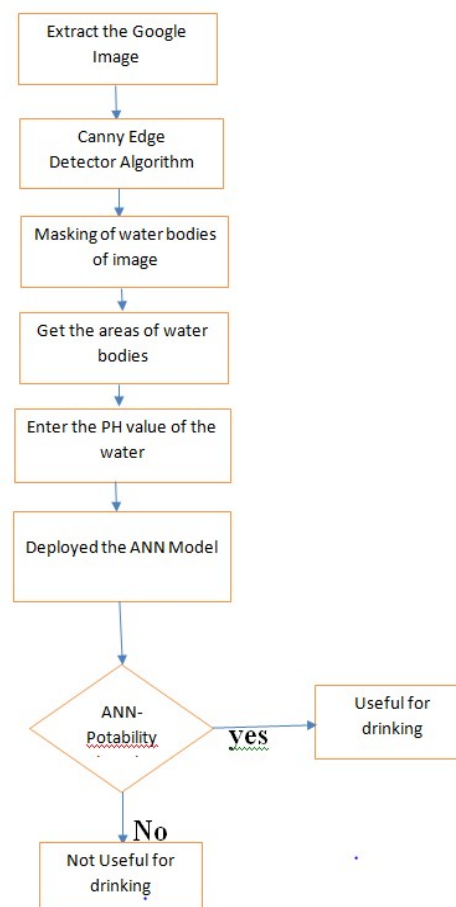 Extract the Google
Image
Canny Edge
Detector Algorithm
Masking of water bodies
of image
Get the areas of water
bodies
Enter the PH value of the
water
Deployed the ANN Model
ANN-
Potability
yes
Useful for
drinking
No
Not Useful for
drinking